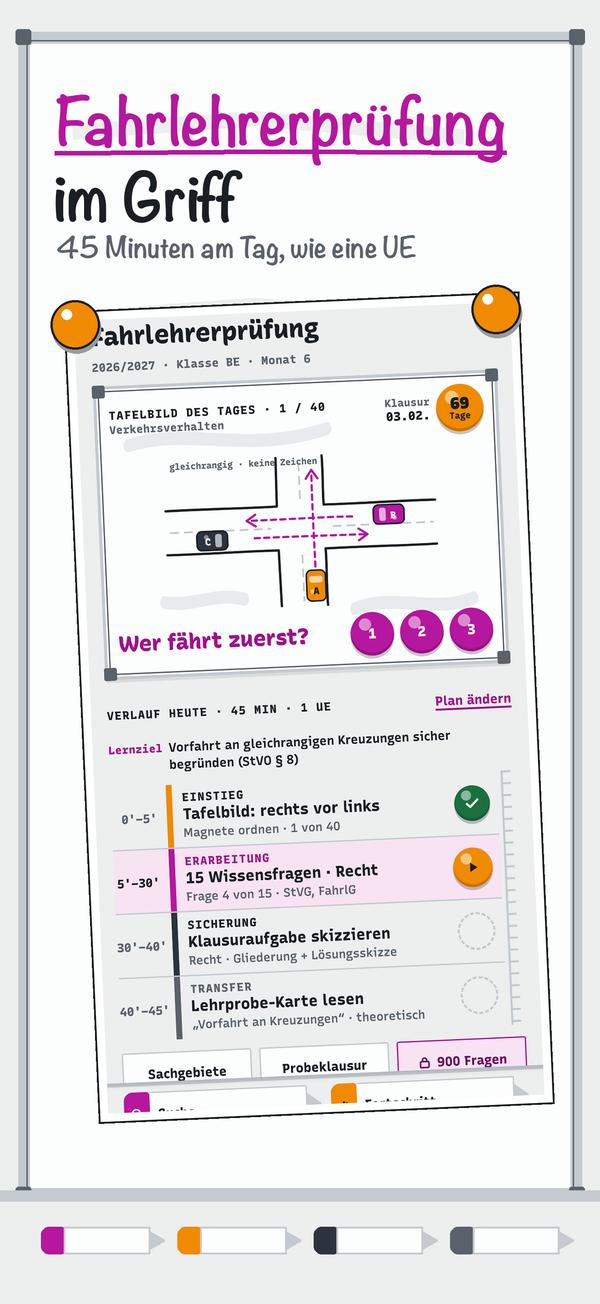 Fahrlehrerprüfung
im Griff
45 Minuten am Tag, wie eine UE
Fahrlehrerprüfung
2026/2027 · Klasse BE · Monat 6
TAFELBILD DES TAGES · 1 / 40
Verkehrsverhalten
Klausur
03.02.
69
Tage
gleichrangig · keine Zeichen
B
C
A
Wer fährt zuerst?
1
2
3
VERLAUF HEUTE · 45 MIN · 1 UE
Plan ändern
Lernziel Vorfahrt an gleichrangigen Kreuzungen sicher
begründen (StVO § 8)
0'–5'
EINSTIEG
Tafelbild: rechts vor links
Magnete ordnen · 1 von 40
5'–30'
ERARBEITUNG
15 Wissensfragen · Recht
Frage 4 von 15 · StVG, FahrlG
30'–40'
SICHERUNG
Klausuraufgabe skizzieren
Recht · Gliederung + Lösungsskizze
40'–45'
TRANSFER
Lehrprobe-Karte lesen
„Vorfahrt an Kreuzungen“ · theoretisch
Sachgebiete
Probeklausur
900 Fragen